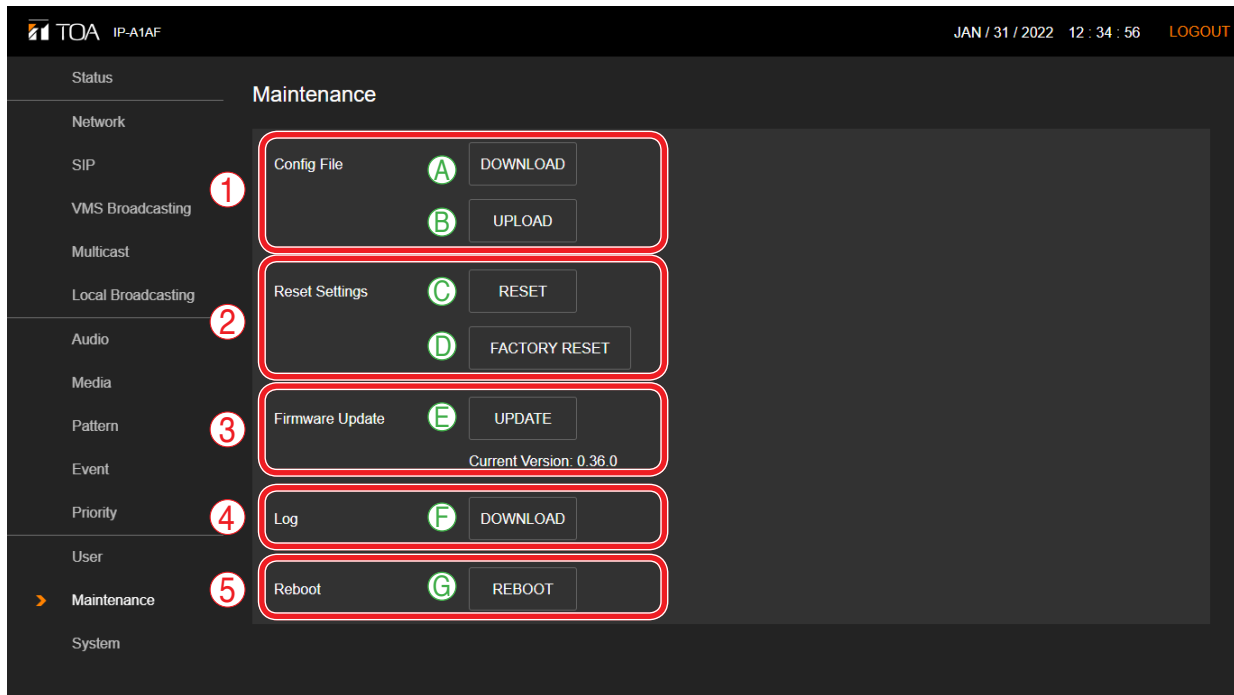 TOA IP-A1AF JAN / 31 / 2022 12 : 34 : 56 LOGOUT
Status
Network
SIP
VMS Broadcasting
Multicast
Local Broadcasting
Audio
Media
Pattern
Event
Priority
User
Maintenance
System
Maintenance
1
Config File A DOWNLOAD
B UPLOAD
2
Reset Settings C RESET
D FACTORY RESET
3
Firmware Update E UPDATE
Current Version: 0.36.0
4
Log F DOWNLOAD
5
Reboot G REBOOT